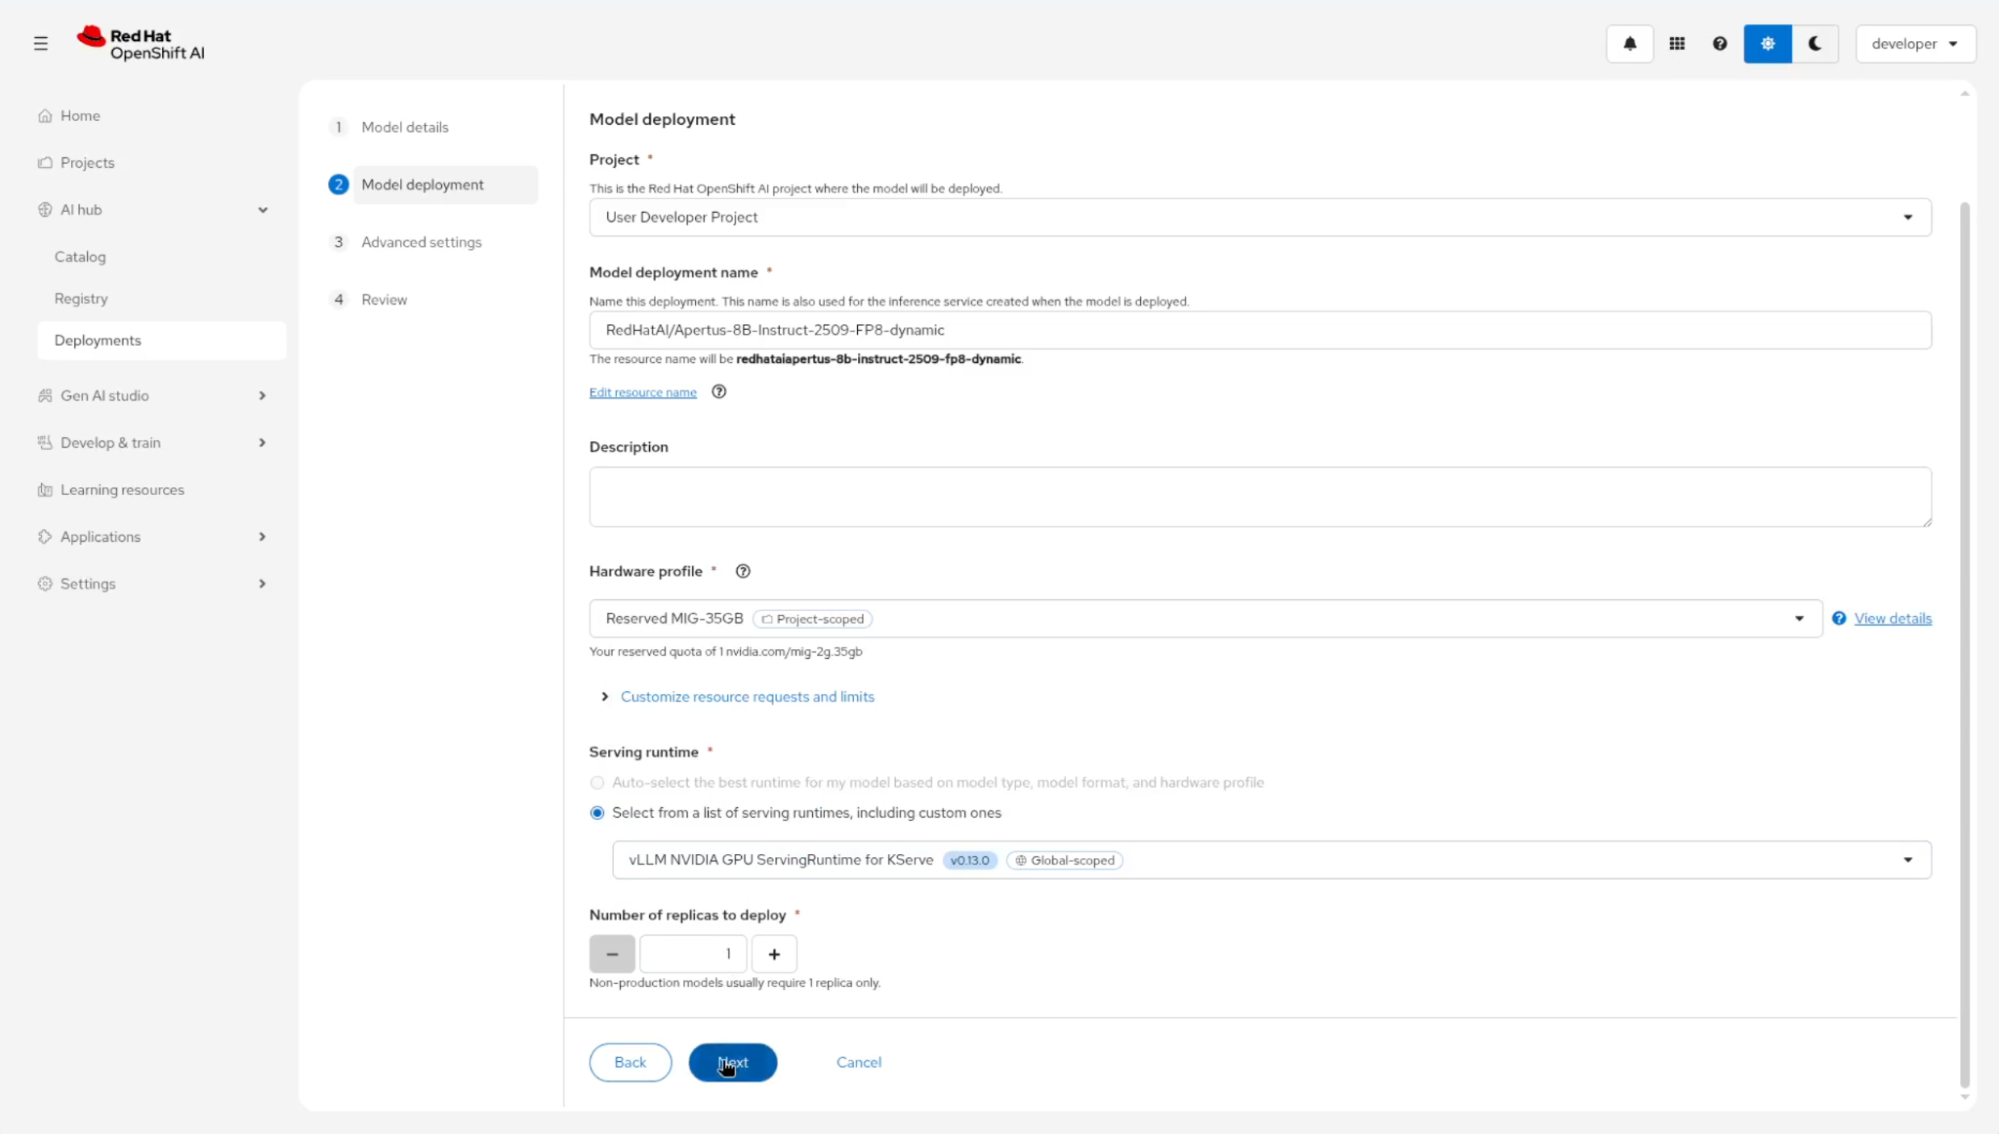 Red Hat
OpenShift AI
developer
Home
Projects
AI hub
Catalog
Registry
Deployments
Gen AI studio
Develop & train
Learning resources
Applications
Settings
1 Model details
2 Model deployment
3 Advanced settings
4 Review
Model deployment
Project *
This is the Red Hat OpenShift AI project where the model will be deployed.
User Developer Project
Model deployment name *
Name this deployment. This name is also used for the inference service created when the model is deployed.
RedHatAI/Apertus-8B-Instruct-2509-FP8-dynamic
The resource name will be redhataiapertus-8b-instruct-2509-fp8-dynamic.
Edit resource name
Description
Hardware profile *
Reserved MIG-35GB Project-scoped
View details
Your reserved quota of 1 nvidia.com/mig-2g.35gb
Customize resource requests and limits
Serving runtime *
Auto-select the best runtime for my model based on model type, model format, and hardware profile
Select from a list of serving runtimes, including custom ones
vLLM NVIDIA GPU ServingRuntime for KServe v0.13.0 Global-scoped
Number of replicas to deploy *
1
Non-production models usually require 1 replica only.
Back Next Cancel